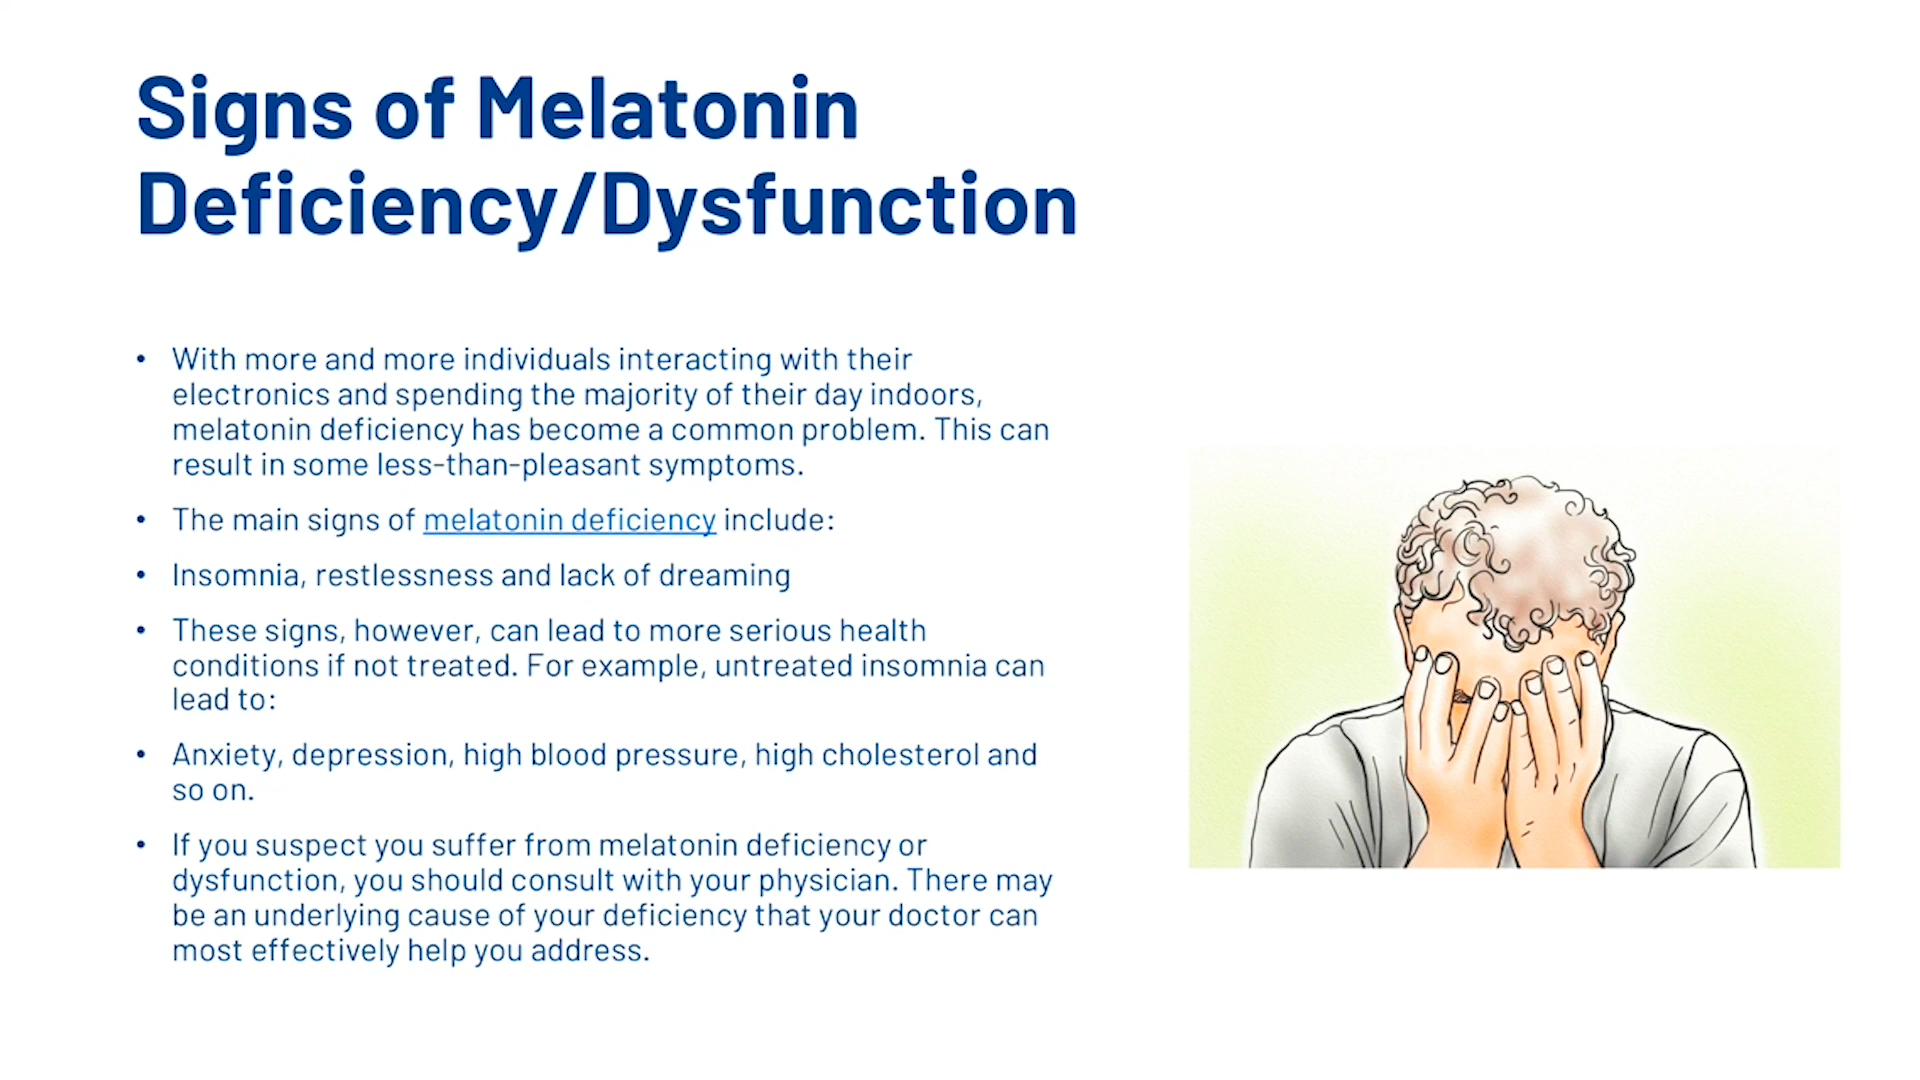 Signs of Melatonin
Deficiency/Dysfunction
• With more and more individuals interacting with their
electronics and spending the majority of their day indoors,
melatonin deficiency has become a common problem. This can
result in some less-than-pleasant symptoms.
• The main signs of melatonin deficiency include:
• Insomnia, restlessness and lack of dreaming
• These signs, however, can lead to more serious health
conditions if not treated. For example, untreated insomnia can
lead to:
• Anxiety, depression, high blood pressure, high cholesterol and
so on.
• If you suspect you suffer from melatonin deficiency or
dysfunction, you should consult with your physician. There may
be an underlying cause of your deficiency that your doctor can
most effectively help you address.